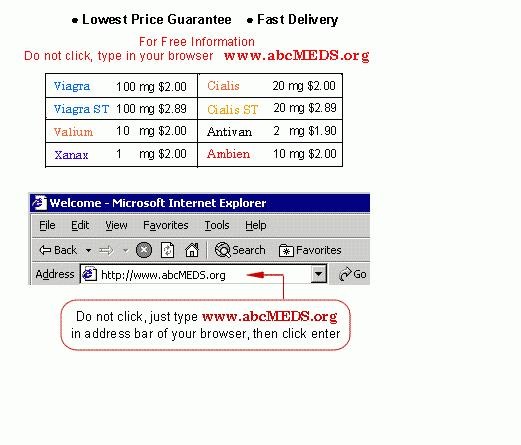 ● Lowest Price Guarantee ● Fast Delivery
For Free Information
Do not click, type in your browser www.abcMEDS.org
Viagra 100 mg $2.00 Cialis 20 mg $2.00
Viagra ST 100 mg $2.89 Cialis ST 20 mg $2.89
Valium 10 mg $2.00 Antivan 2 mg $1.90
Xanax 1 mg $2.00 Ambien 10 mg $2.00
Welcome - Microsoft Internet Explorer
File Edit View Favorites Tools Help
Back Search Favorites
Address http://www.abcMEDS.org Go
Do not click, just type www.abcMEDS.org
in address bar of your browser, then click enter